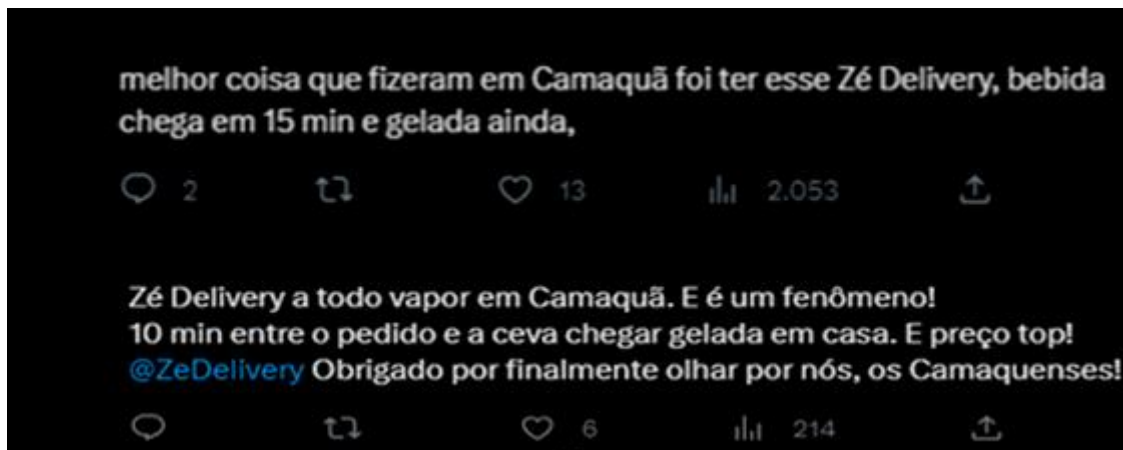 melhor coisa que fizeram em Camaquã foi ter esse Zé Delivery, bebida
chega em 15 min e gelada ainda,
2 13 2.053
Zé Delivery a todo vapor em Camaquã. E é um fenômeno!
10 min entre o pedido e a ceva chegar gelada em casa. E preço top!
@ZeDelivery Obrigado por finalmente olhar por nós, os Camaquenses!
6 214